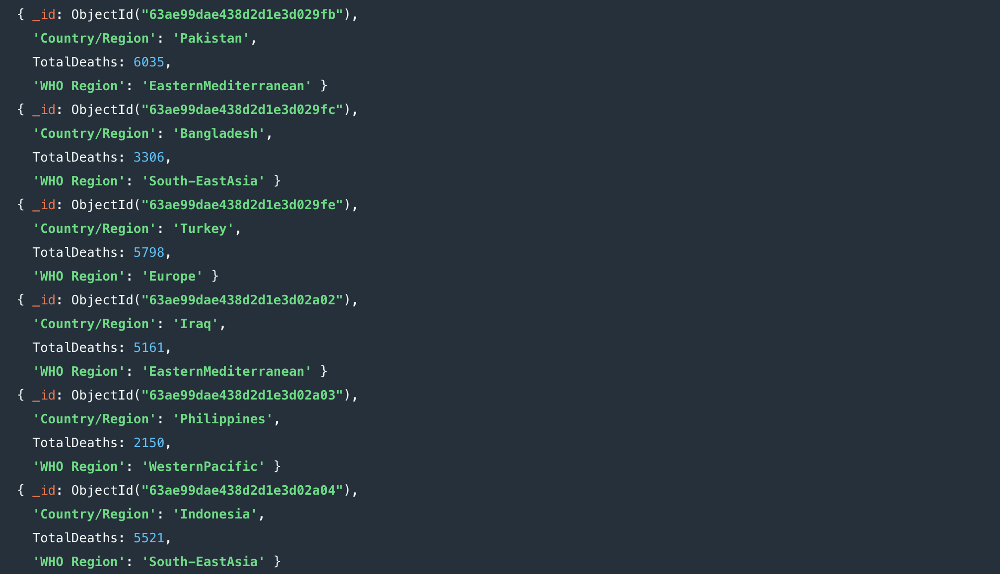 { _id: ObjectId("63ae99dae438d2d1e3d029fb"),
  'Country/Region': 'Pakistan',
  TotalDeaths: 6035,
  'WHO Region': 'EasternMediterranean' }
{ _id: ObjectId("63ae99dae438d2d1e3d029fc"),
  'Country/Region': 'Bangladesh',
  TotalDeaths: 3306,
  'WHO Region': 'South-EastAsia' }
{ _id: ObjectId("63ae99dae438d2d1e3d029fe"),
  'Country/Region': 'Turkey',
  TotalDeaths: 5798,
  'WHO Region': 'Europe' }
{ _id: ObjectId("63ae99dae438d2d1e3d02a02"),
  'Country/Region': 'Iraq',
  TotalDeaths: 5161,
  'WHO Region': 'EasternMediterranean' }
{ _id: ObjectId("63ae99dae438d2d1e3d02a03"),
  'Country/Region': 'Philippines',
  TotalDeaths: 2150,
  'WHO Region': 'WesternPacific' }
{ _id: ObjectId("63ae99dae438d2d1e3d02a04"),
  'Country/Region': 'Indonesia',
  TotalDeaths: 5521,
  'WHO Region': 'South-EastAsia' }